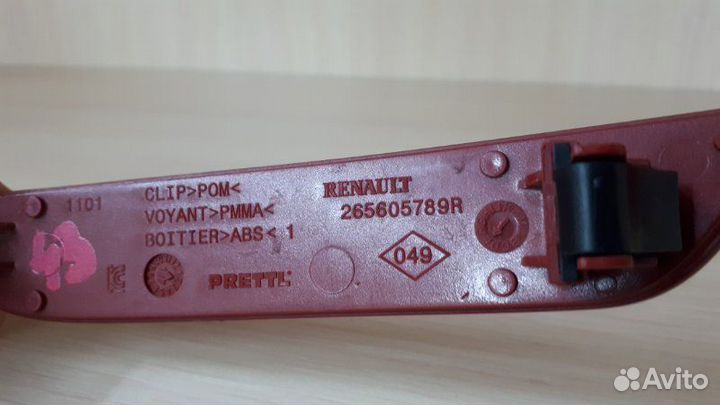 1101
CLIP>POM<
VOYANT>PMMA<
BOITIER>ABS< 1
RENAULT
265605789R
049
PRETTL
Avito